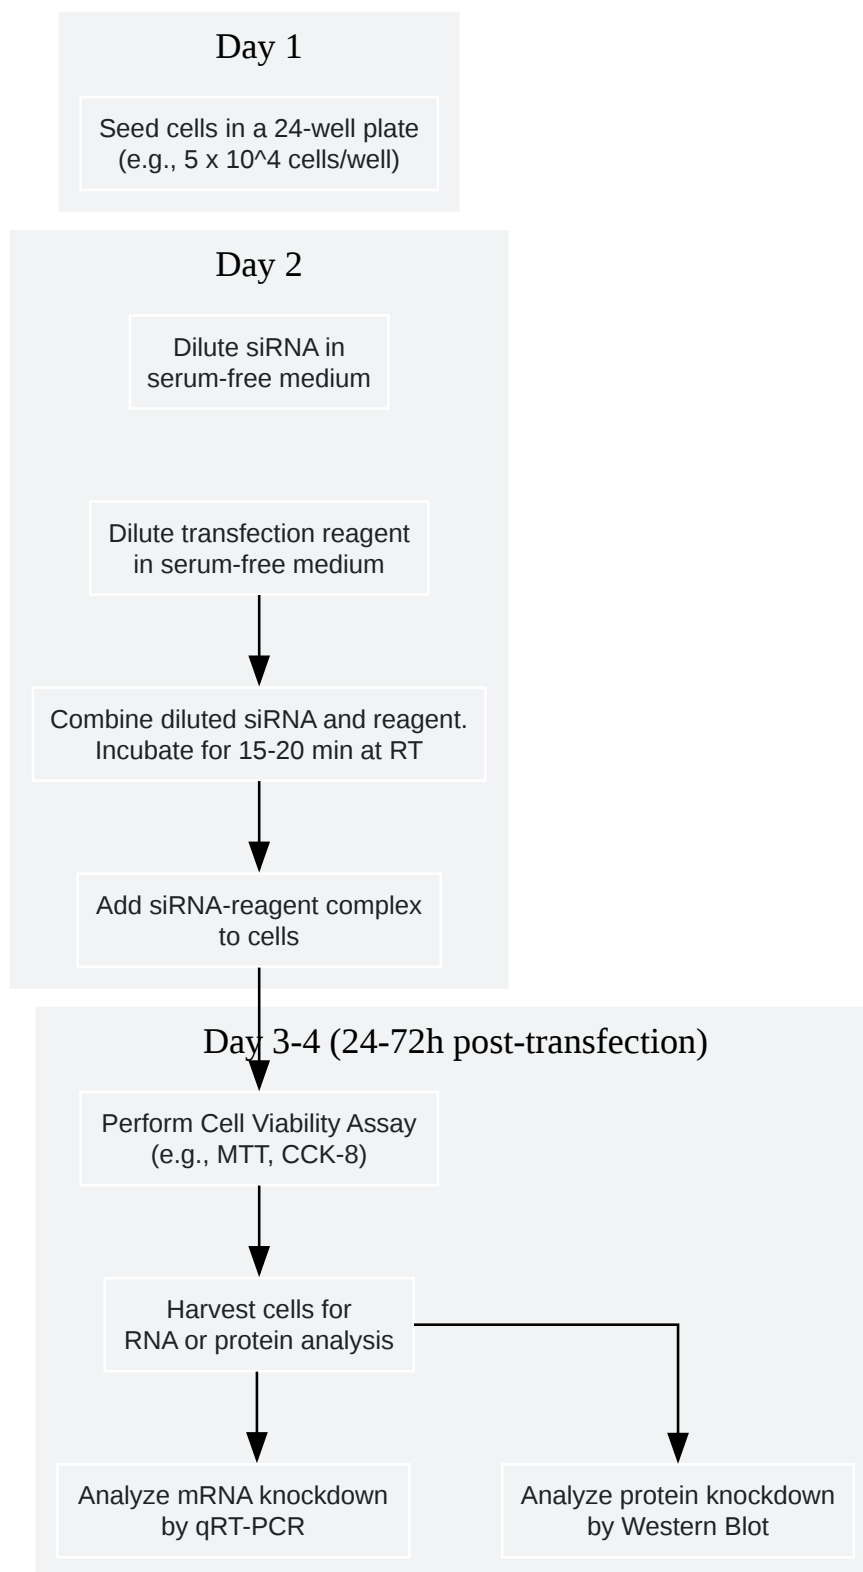 Day 1
Seed cells in a 24-well plate
(e.g., 5 x 10^4 cells/well)
Day 2
Dilute siRNA in
serum-free medium
Dilute transfection reagent
in serum-free medium
Combine diluted siRNA and reagent.
Incubate for 15-20 min at RT
Add siRNA-reagent complex
to cells
Day 3-4 (24-72h post-transfection)
Perform Cell Viability Assay
(e.g., MTT, CCK-8)
Harvest cells for
RNA or protein analysis
Analyze mRNA knockdown
by qRT-PCR
Analyze protein knockdown
by Western Blot